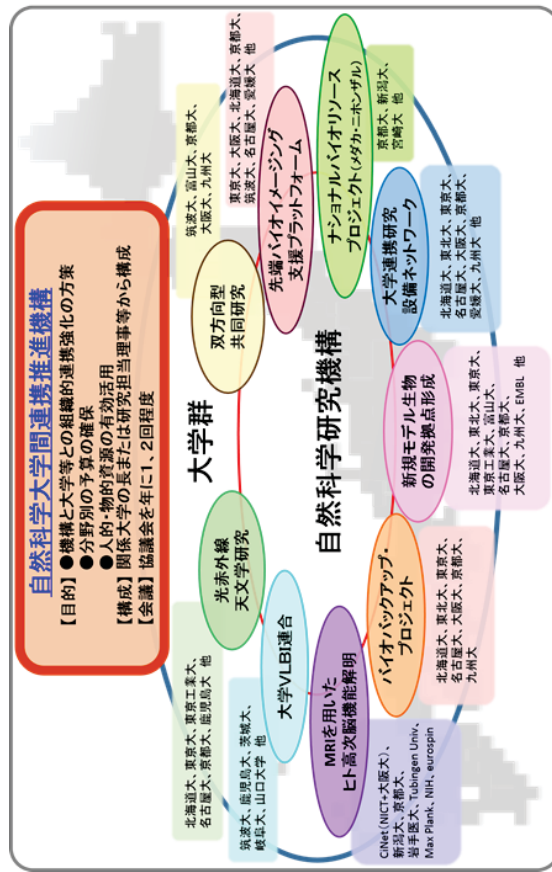 自然科学大学間連携推進機構
【目的】●機構と大学等との組織的連携強化の方策
●分野別の予算の確保
●人的・物的資源の有効活用
【構成】関係大学の長または研究担当理事等から構成
【会議】協議会を年に1、2回程度
大学群
自然科学研究機構
北海道大、東京大、東京工業大、
名古屋大、京都大、鹿児島大 他
光赤外線
天文学研究
筑波大、鹿児島大、茨城大、
岐阜大、山口大学 他
大学VLBI連合
CiNet(NICT+大阪大)、
新潟大、京都大、
岩手医大、Tubingen Univ、
Max Plank、NIH、eurospin
MRIを用いた
ヒト高次脳機能解明
バイオバックアップ・
プロジェクト
北海道大、東北大、東京大、
名古屋大、大阪大、京都大、
九州大
新規モデル生物
の開発拠点形成
北海道大、東北大、東京大、
東京工業大、富山大、
名古屋大、京都大、
大阪大、九州大、EMBL 他
大学連携研究
設備ネットワーク
北海道大、東北大、東京大、
名古屋大、大阪大、京都大、
愛媛大、九州大 他
ナショナルバイオリソース
プロジェクト(メダカ・ニホンザル)
京都大、新潟大、
宮崎大 他
先端バイオイメージング
支援プラットフォーム
東京大、大阪大、北海道大、京都大、
筑波大、名古屋大、愛媛大 他
双方向型
共同研究
筑波大、富山大、京都大、
大阪大、九州大